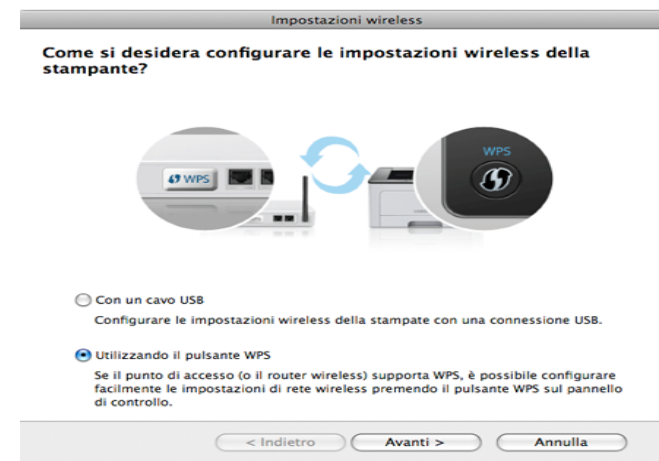 Impostazioni wireless
Come si desidera configurare le impostazioni wireless della
stampante?
WPS
WPS
Con un cavo USB
Configurare le impostazioni wireless della stampate con una connessione USB.
Utilizzando il pulsante WPS
Se il punto di accesso (o il router wireless) supporta WPS, è possibile configurare
facilmente le impostazioni di rete wireless premendo il pulsante WPS sul pannello
di controllo.
< Indietro
Avanti >
Annulla